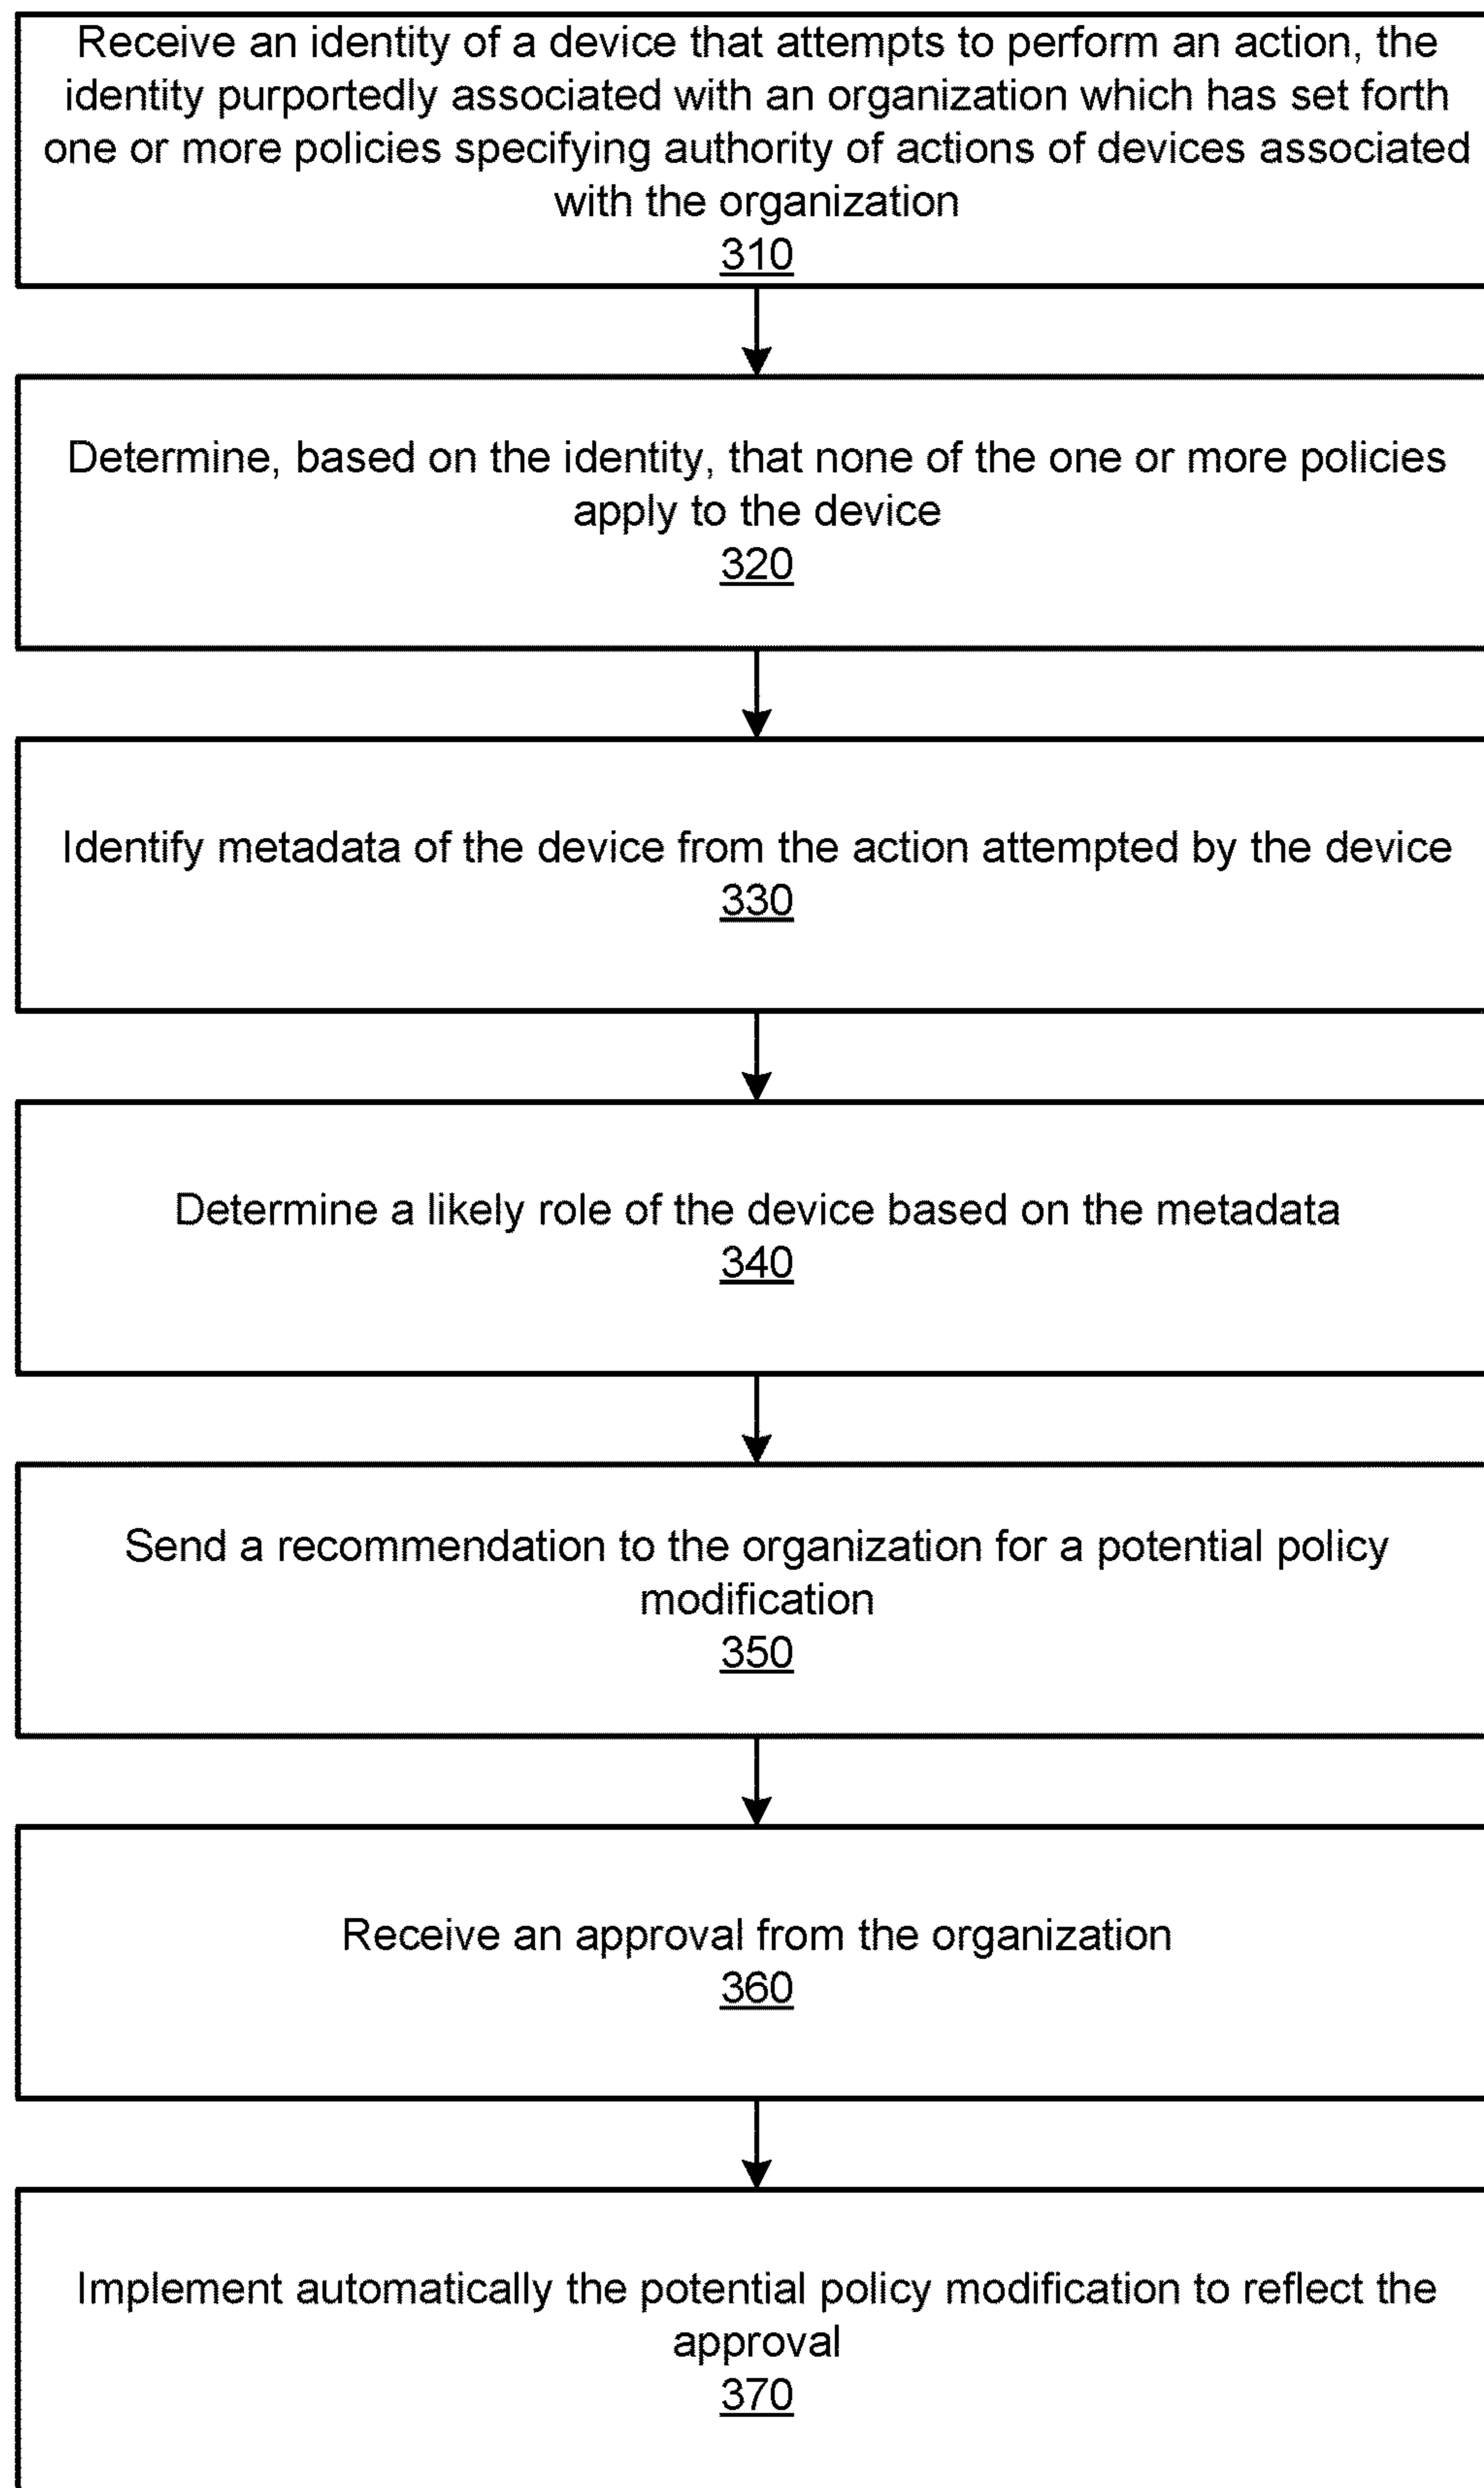 Receive an identity of a device that attempts to perform an action, the
identity purportedly associated with an organization which has set forth
one or more policies specifying authority of actions of devices associated
with the organization
310
Determine, based on the identity, that none of the one or more policies
apply to the device
320
Identify metadata of the device from the action attempted by the device
330
Determine a likely role of the device based on the metadata
340
Send a recommendation to the organization for a potential policy
modification
350
Receive an approval from the organization
360
Implement automatically the potential policy modification to reflect the
approval
370